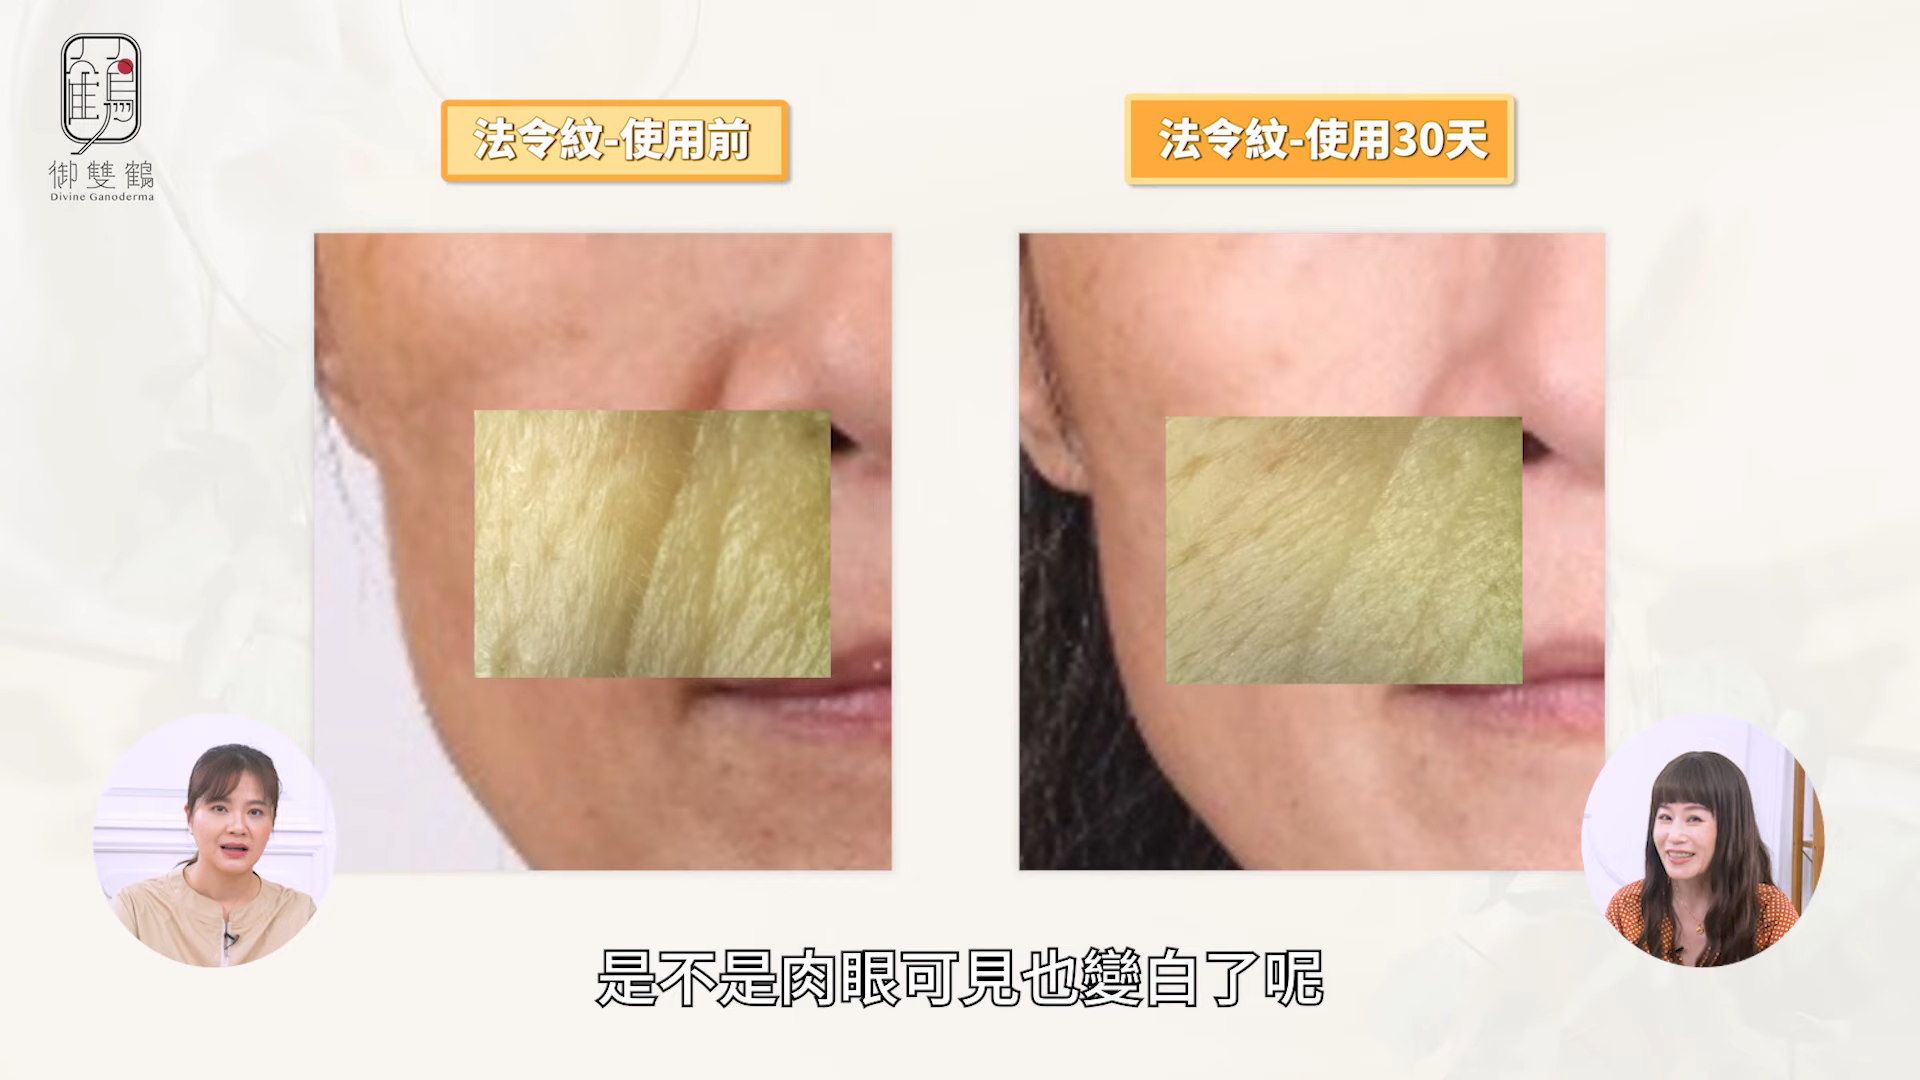 鶴
御雙鶴
Divine Ganoderma
法令紋-使用前
法令紋-使用30天
是不是肉眼可見也變白了呢